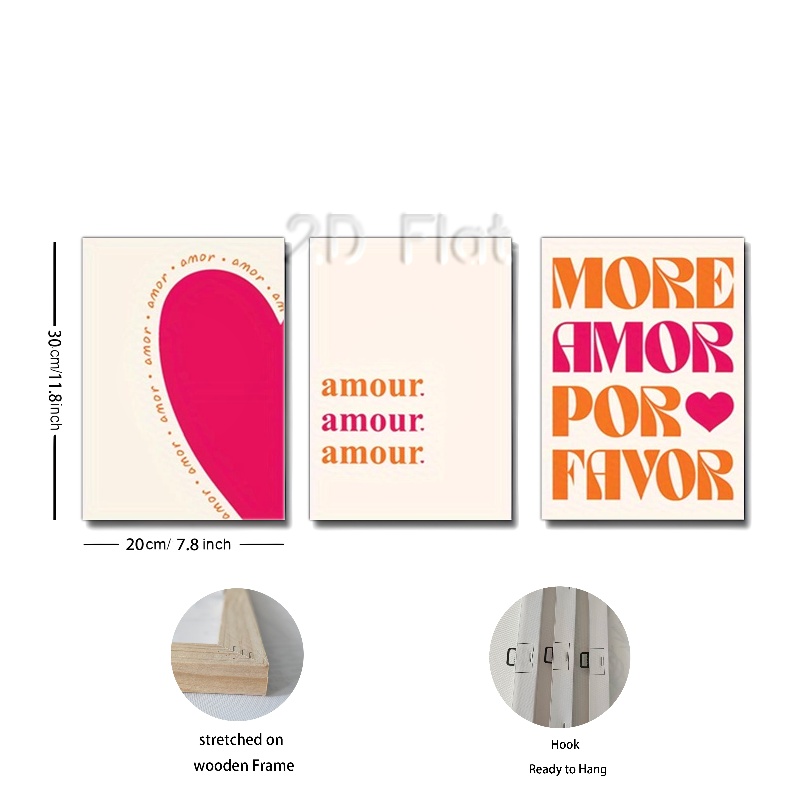 2D Flat
amor • amor • amor • amor • amor • amor • amor • amor • am
amour.
amour.
amour.
MORE
AMOR
POR ♥
FAVOR
30cm/11.8inch
20cm/ 7.8 inch
stretched on
wooden Frame
Hook
Ready to Hang